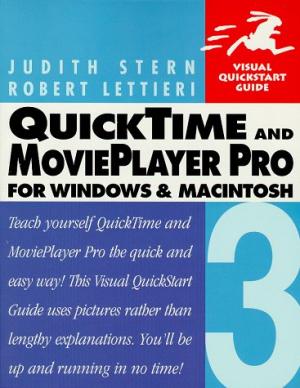 JUDITH STERN
ROBERT LETTIERI
VISUAL
QUICKSTART
GUIDE
QUICKTIME AND
MOVIEPLAYER PRO
FOR WINDOWS & MACINTOSH
3
Teach yourself QuickTime and
MoviePlayer Pro the quick and
easy way! This Visual QuickStart
Guide uses pictures rather than
lengthy explanations. You'll be
up and running in no time!